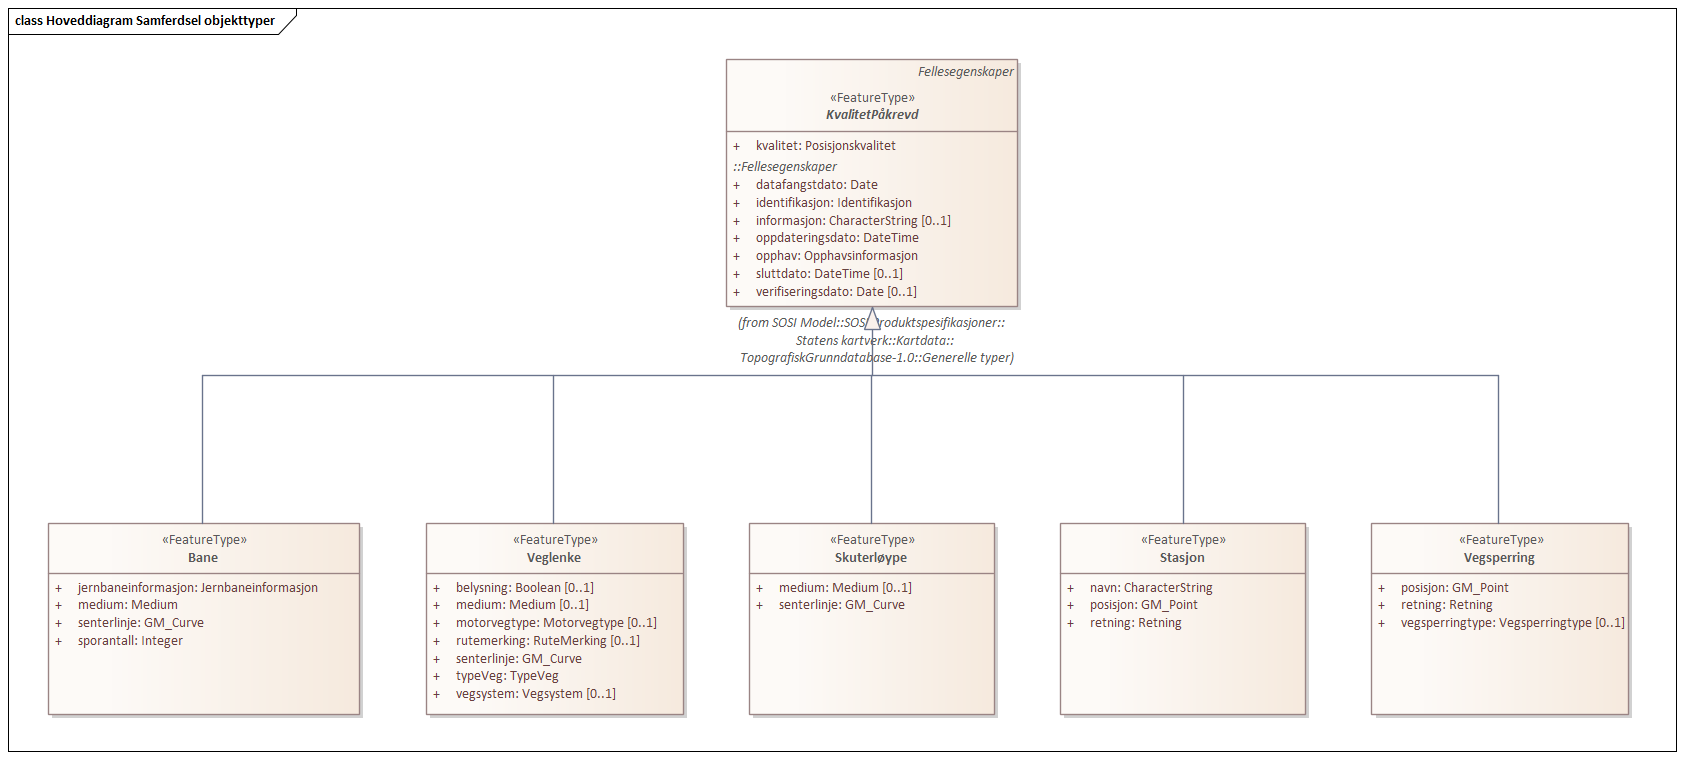 class Hoveddiagram Samferdsel objekttyper
Fellesegenskaper
«FeatureType»
KvalitetPåkrevd
+ kvalitet: Posisjonskvalitet
::Fellesegenskaper
+ datafangstdato: Date
+ identifikasjon: Identifikasjon
+ informasjon: CharacterString [0..1]
+ oppdateringsdato: DateTime
+ opphav: Opphavsinformasjon
+ sluttdato: DateTime [0..1]
+ verifiseringsdato: Date [0..1]
(from SOSI Model::SOSI Produktspesifikasjoner::
Statens kartverk::Kartdata::
TopografiskGrunndatabase-1.0::Generelle typer)
«FeatureType»
Bane
+ jernbaneinformasjon: Jernbaneinformasjon
+ medium: Medium
+ senterlinje: GM_Curve
+ sporantall: Integer
«FeatureType»
Veglenke
+ belysning: Boolean [0..1]
+ medium: Medium [0..1]
+ motorvegtype: Motorvegtype [0..1]
+ rutemerking: RuteMerking [0..1]
+ senterlinje: GM_Curve
+ typeVeg: TypeVeg
+ vegsystem: Vegsystem [0..1]
«FeatureType»
Skuterløype
+ medium: Medium [0..1]
+ senterlinje: GM_Curve
«FeatureType»
Stasjon
+ navn: CharacterString
+ posisjon: GM_Point
+ retning: Retning
«FeatureType»
Vegsperring
+ posisjon: GM_Point
+ retning: Retning
+ vegsperringtype: Vegsperringtype [0..1]